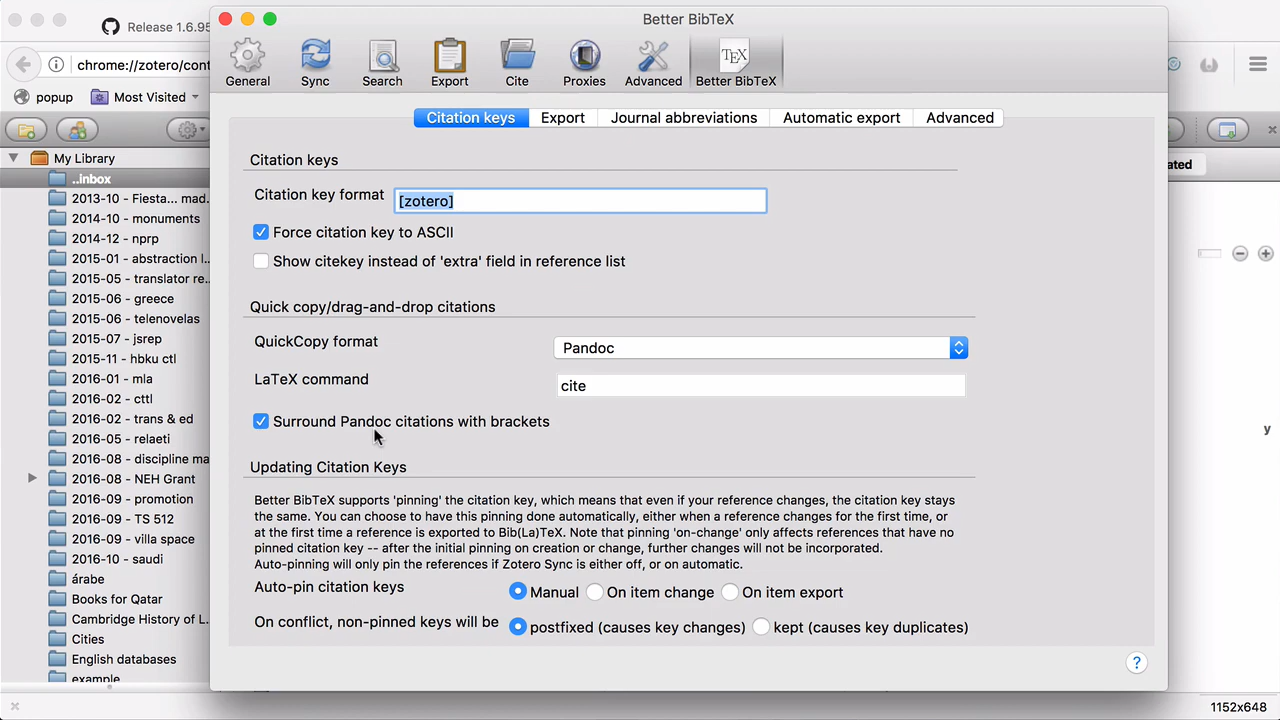 Better BibTeX
Release 1.6.95
chrome://zotero/cont
popup
Most Visited
General
Sync
Search
Export
Cite
Proxies
Advanced
TEX
Better BibTeX
Citation keys
Export
Journal abbreviations
Automatic export
Advanced
My Library
..inbox
2013-10 - Fiesta... mad..
2014-10 - monuments
2014-12 - nprp
2015-01 - abstraction l...
2015-05 - translator re...
2015-06 - greece
2015-06 - telenovelas
2015-07 - jsrep
2015-11 - hbku ctl
2016-01 - mla
2016-02 - cttl
2016-02 - trans & ed
2016-05 - relaeti
2016-08 - discipline ma
2016-08 - NEH Grant
2016-09 - promotion
2016-09 - TS 512
2016-09 - villa space
2016-10 - saudi
árabe
Books for Qatar
Cambridge History of L...
Cities
English databases
example
Citation keys
Citation key format
[zotero]
Force citation key to ASCII
Show citekey instead of 'extra' field in reference list
Quick copy/drag-and-drop citations
QuickCopy format
Pandoc
LaTeX command
cite
Surround Pandoc citations with brackets
Updating Citation Keys
Better BibTeX supports 'pinning' the citation key, which means that even if your reference changes, the citation key stays
the same. You can choose to have this pinning done automatically, either when a reference changes for the first time, or
at the first time a reference is exported to Bib(La)TeX. Note that pinning 'on-change' only affects references that have no
pinned citation key -- after the initial pinning on creation or change, further changes will not be incorporated.
Auto-pinning will only pin the references if Zotero Sync is either off, or on automatic.
Auto-pin citation keys
Manual
On item change
On item export
On conflict, non-pinned keys will be
postfixed (causes key changes)
kept (causes key duplicates)
?
ated
y
1152x648